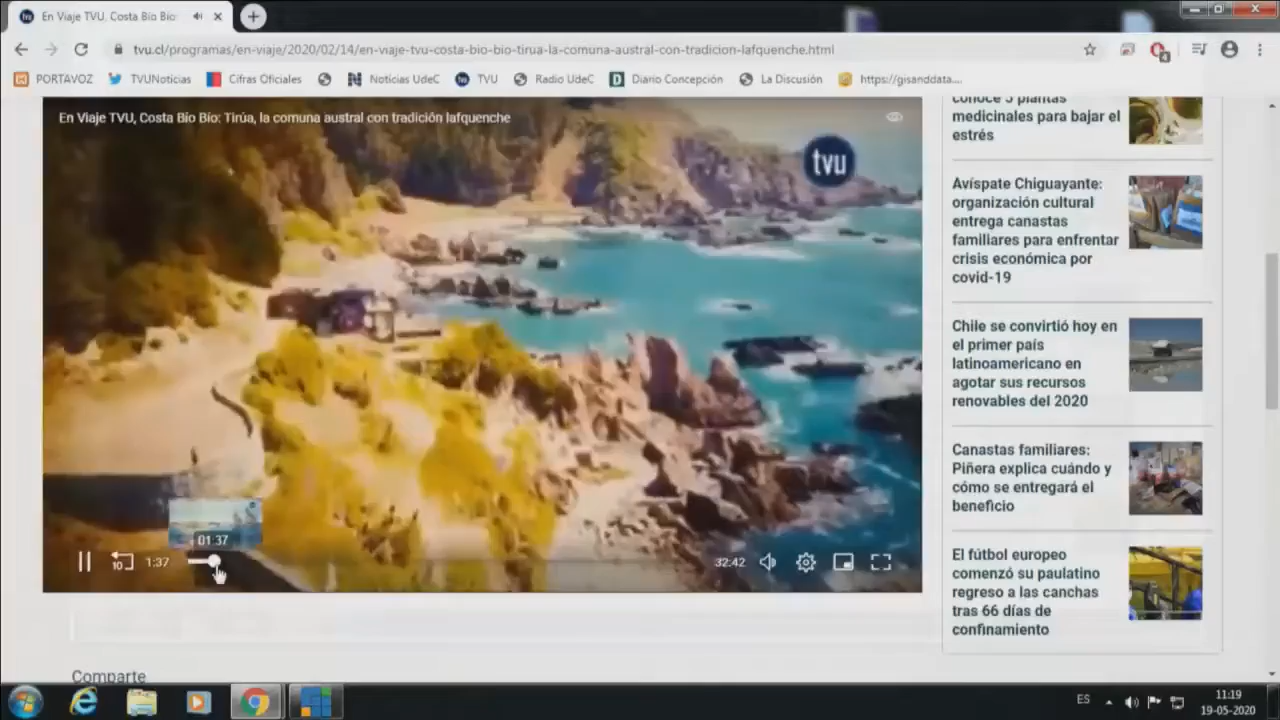 En Viaje TVU, Costa Bío Bío:
tvu.cl/programas/en-viaje/2020/02/14/en-viaje-tvu-costa-bio-bio-tirua-la-comuna-austral-con-tradicion-lafquenche.html
4
PORTAVOZ TVUNoticias Cifras Oficiales Noticias UdeC TVU Radio UdeC Diario Concepción La Discusión https://gisanddata....
En Viaje TVU, Costa Bío Bío: Tirúa, la comuna austral con tradición lafquenche
tvu
01:37
10 1:37 32:42
conoce 5 plantas
medicinales para bajar el
estrés
Avíspate Chiguayante:
organización cultural
entrega canastas
familiares para enfrentar
crisis económica por
covid-19
Chile se convirtió hoy en
el primer país
latinoamericano en
agotar sus recursos
renovables del 2020
Canastas familiares:
Piñera explica cuándo y
cómo se entregará el
beneficio
El fútbol europeo
comenzó su paulatino
regreso a las canchas
tras 66 días de
confinamiento
Comparte
ES
11:19
19-05-2020